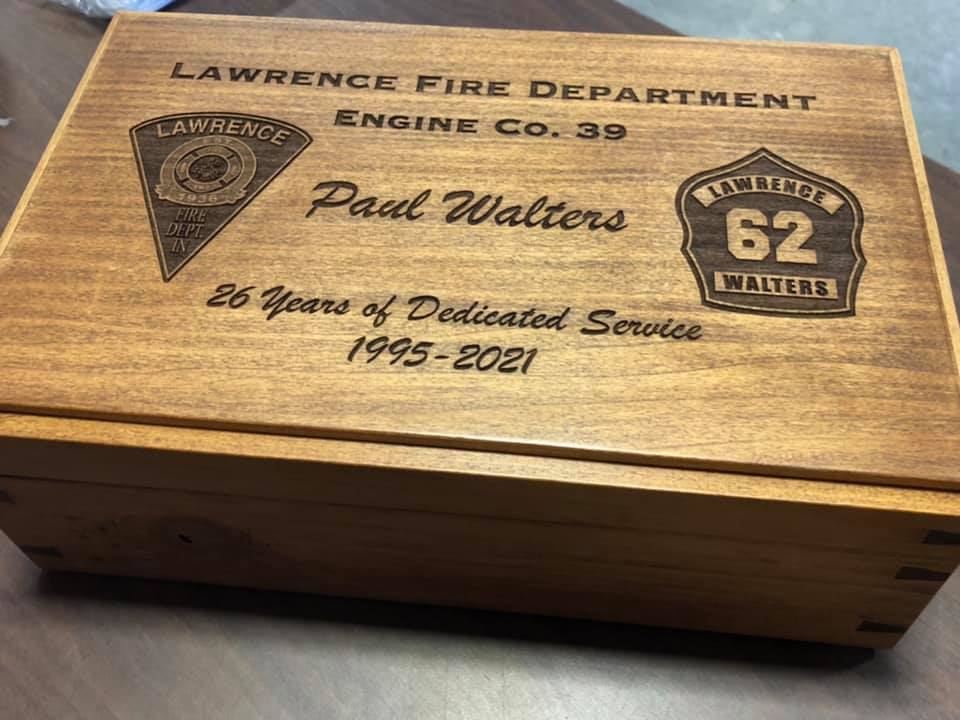 Lawrence Fire Department
Engine Co. 39
LAWRENCE
1936
FIRE
DEPT.
IN
Paul Walters
LAWRENCE
62
WALTERS
26 Years of Dedicated Service
1995-2021